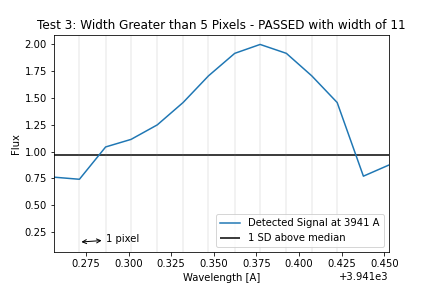 Test 3: Width Greater than 5 Pixels - PASSED with width of 11
2.00
1.75
1.50
1.25
1.00
0.75
0.50
0.25
Flux
1 pixel
Detected Signal at 3941 A
1 SD above median
0.275 0.300 0.325 0.350 0.375 0.400 0.425 0.450
Wavelength [A]
+3.941e3